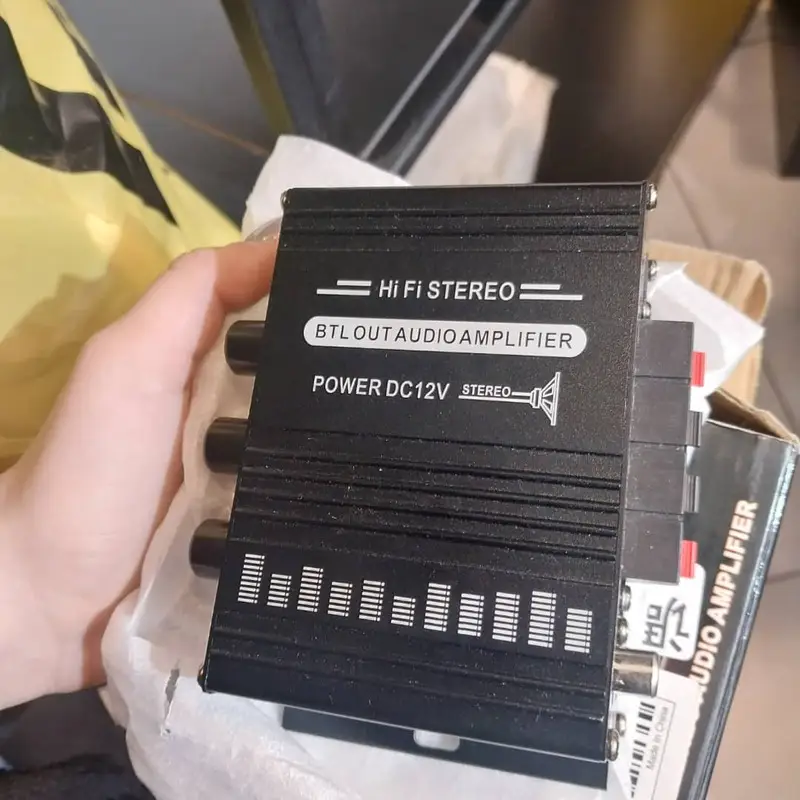 Hi Fi STEREO
BTL OUT AUDIO AMPLIFIER
POWER DC12V
STEREO
AUDIO AMPLIFIER
Made in China